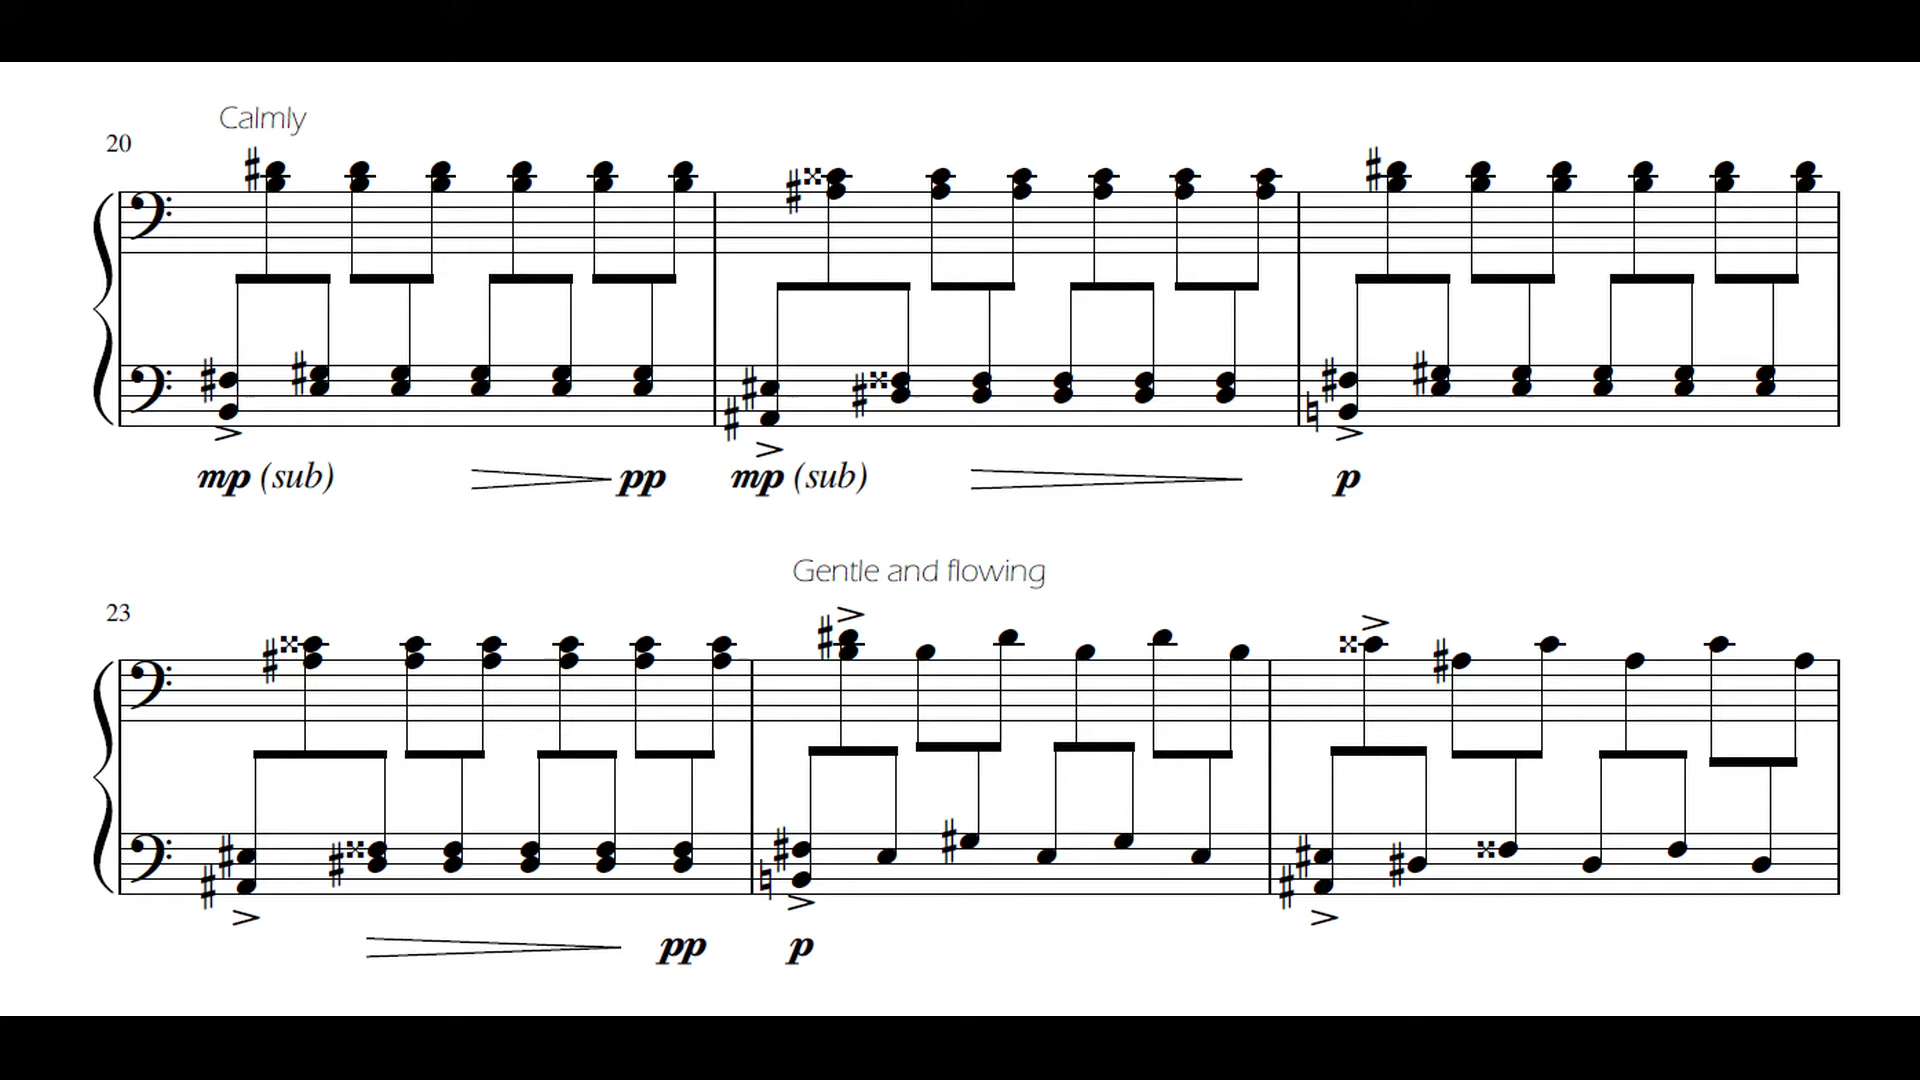 Calmly
20
mp (sub) pp mp (sub) p
Gentle and flowing
23
pp p